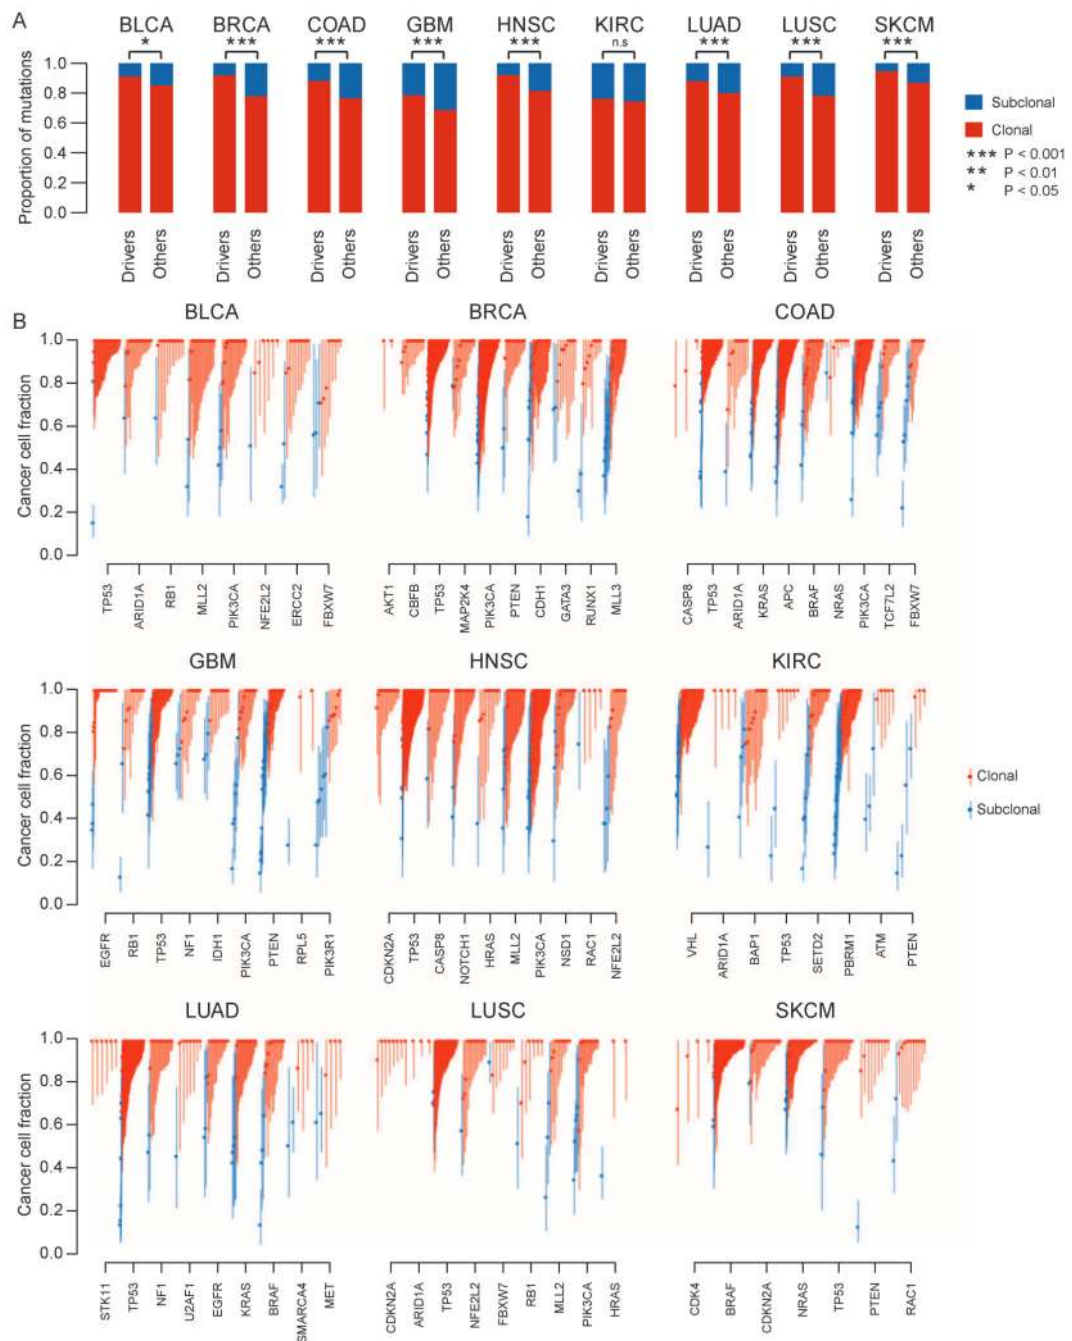 A
BLCA BRCA COAD GBM HNSC KIRC LUAD LUSC SKCM
* *** *** *** *** n.s *** *** ***
Proportion of mutations
1.0
0.8
0.6
0.4
0.2
0.0
Subclonal
Clonal
*** P < 0.001
** P < 0.01
* P < 0.05
Drivers Others Drivers Others Drivers Others Drivers Others Drivers Others Drivers Others Drivers Others Drivers Others Drivers Others
B
BLCA BRCA COAD
Cancer cell fraction
1.0
0.8
0.6
0.4
0.2
0.0
TP53 ARID1A RB1 MLL2 PIK3CA NFE2L2 ERCC2 FBXW7
AKT1 CBFB TP53 MAP2K4 PIK3CA PTEN CDH1 GATA3 RUNX1 MLL3
CASP8 TP53 ARID1A KRAS APC BRAF NRAS PIK3CA TCF7L2 FBXW7
GBM HNSC KIRC
Cancer cell fraction
1.0
0.8
0.6
0.4
0.2
0.0
Clonal
Subclonal
EGFR RB1 TP53 NF1 IDH1 PIK3CA PTEN RPL5 PIK3R1
CDKN2A TP53 CASP8 NOTCH1 HRAS MLL2 PIK3CA NSD1 RAC1 NFE2L2
VHL ARID1A BAP1 TP53 SETD2 PBRM1 ATM PTEN
LUAD LUSC SKCM
Cancer cell fraction
1.0
0.8
0.6
0.4
0.2
0.0
STK11 TP53 NF1 U2AF1 EGFR KRAS BRAF SMARCA4 MET
CDKN2A ARID1A TP53 NFE2L2 FBXW7 RB1 MLL2 PIK3CA HRAS
CDK4 BRAF CDKN2A NRAS TP53 PTEN RAC1